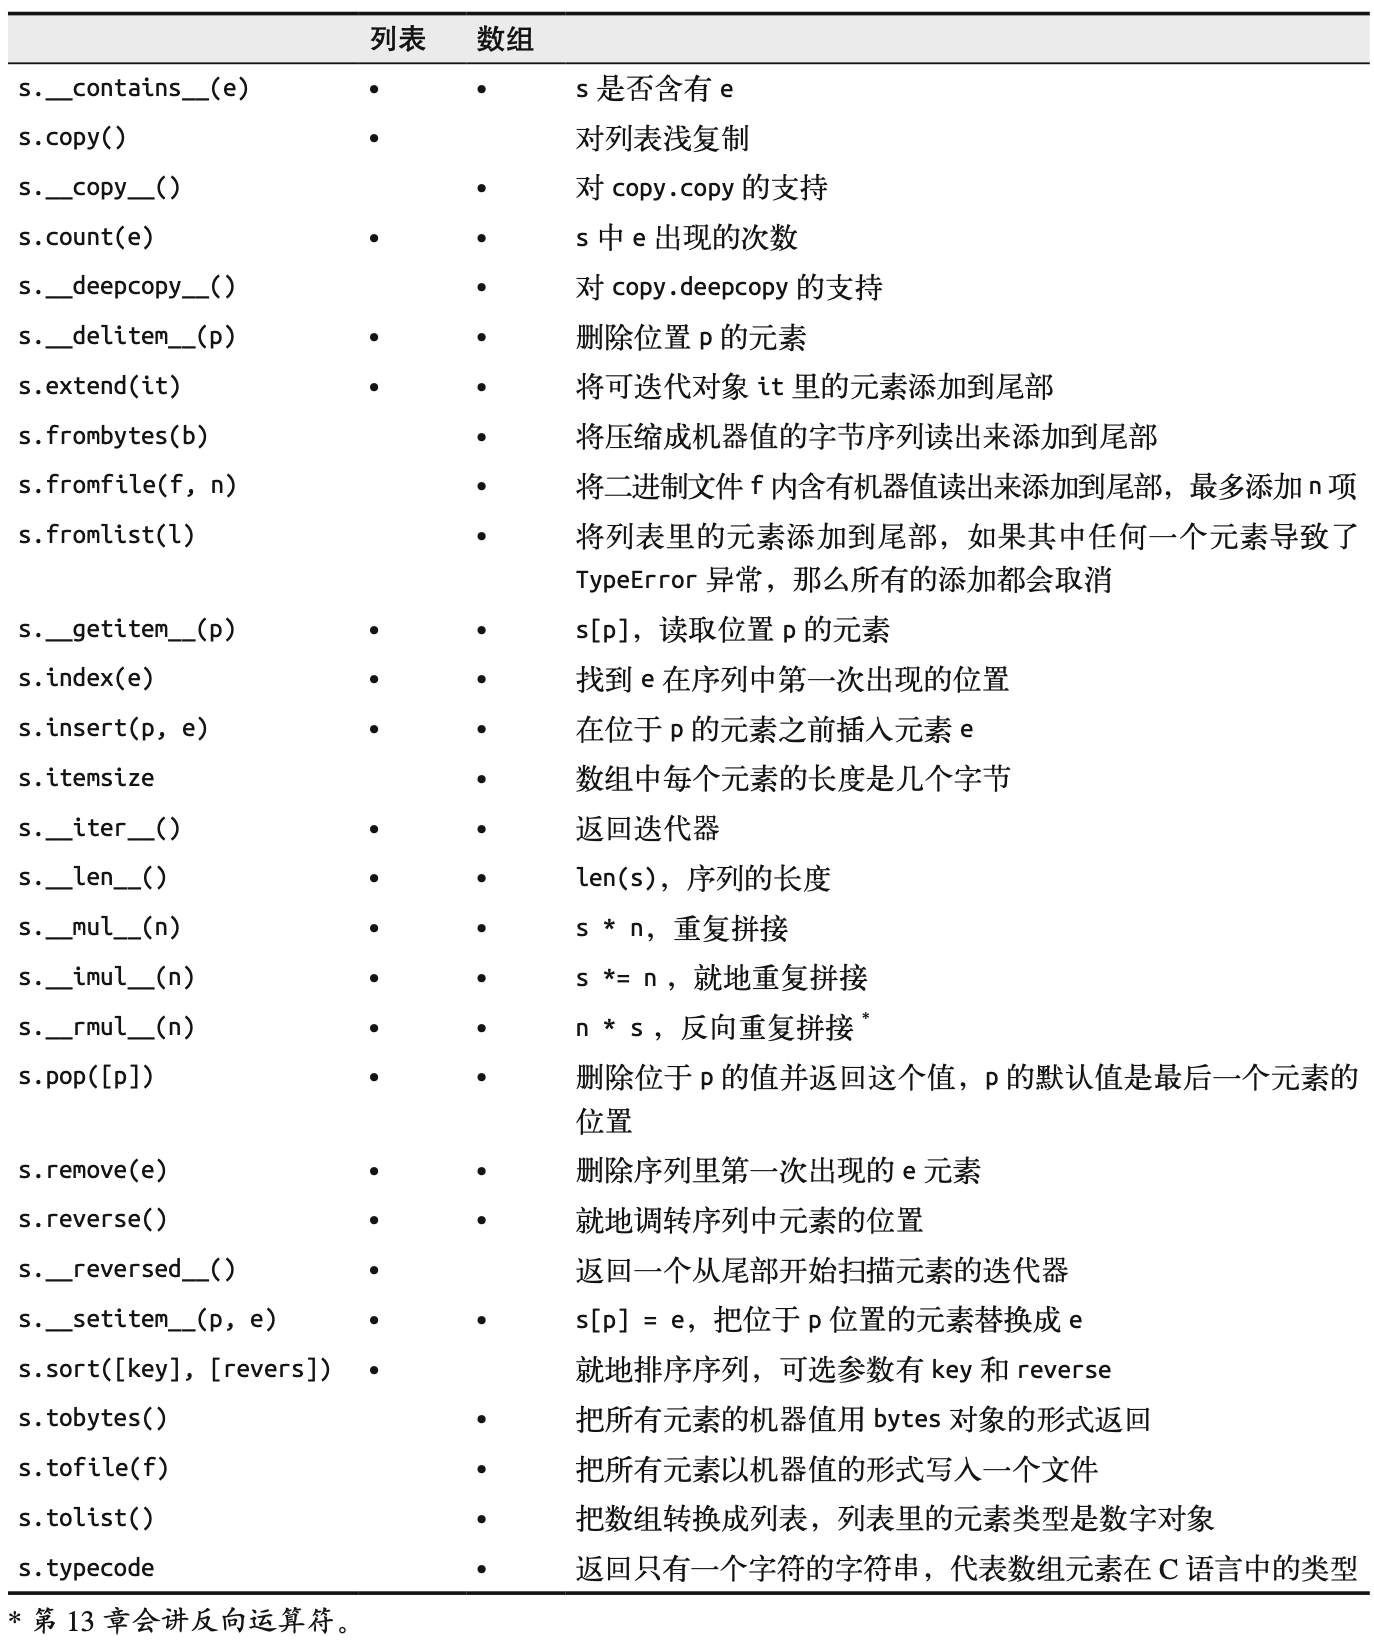 列表 数组
s.__contains__(e) • • s 是否含有 e
s.copy() • 对列表浅复制
s.__copy__() • 对 copy.copy 的支持
s.count(e) • • s 中 e 出现的次数
s.__deepcopy__() • 对 copy.deepcopy 的支持
s.__delitem__(p) • • 删除位置 p 的元素
s.extend(it) • • 将可迭代对象 it 里的元素添加到尾部
s.frombytes(b) • 将压缩成机器值的字节序列读出来添加到尾部
s.fromfile(f, n) • 将二进制文件 f 内含有机器值读出来添加到尾部，最多添加 n 项
s.fromlist(l) • 将列表里的元素添加到尾部，如果其中任何一个元素导致了
TypeError 异常，那么所有的添加都会取消
s.__getitem__(p) • • s[p]，读取位置 p 的元素
s.index(e) • • 找到 e 在序列中第一次出现的位置
s.insert(p, e) • • 在位于 p 的元素之前插入元素 e
s.itemsize • 数组中每个元素的长度是几个字节
s.__iter__() • • 返回迭代器
s.__len__() • • len(s)，序列的长度
s.__mul__(n) • • s * n，重复拼接
s.__imul__(n) • • s *= n ，就地重复拼接
s.__rmul__(n) • • n * s ，反向重复拼接 *
s.pop([p]) • • 删除位于 p 的值并返回这个值，p 的默认值是最后一个元素的
位置
s.remove(e) • • 删除序列里第一次出现的 e 元素
s.reverse() • • 就地调转序列中元素的位置
s.__reversed__() • 返回一个从尾部开始扫描元素的迭代器
s.__setitem__(p, e) • • s[p] = e，把位于 p 位置的元素替换成 e
s.sort([key], [revers]) • 就地排序序列，可选参数有 key 和 reverse
s.tobytes() • 把所有元素的机器值用 bytes 对象的形式返回
s.tofile(f) • 把所有元素以机器值的形式写入一个文件
s.tolist() • 把数组转换成列表，列表里的元素类型是数字对象
s.typecode • 返回只有一个字符的字符串，代表数组元素在 C 语言中的类型
* 第 13 章会讲反向运算符。